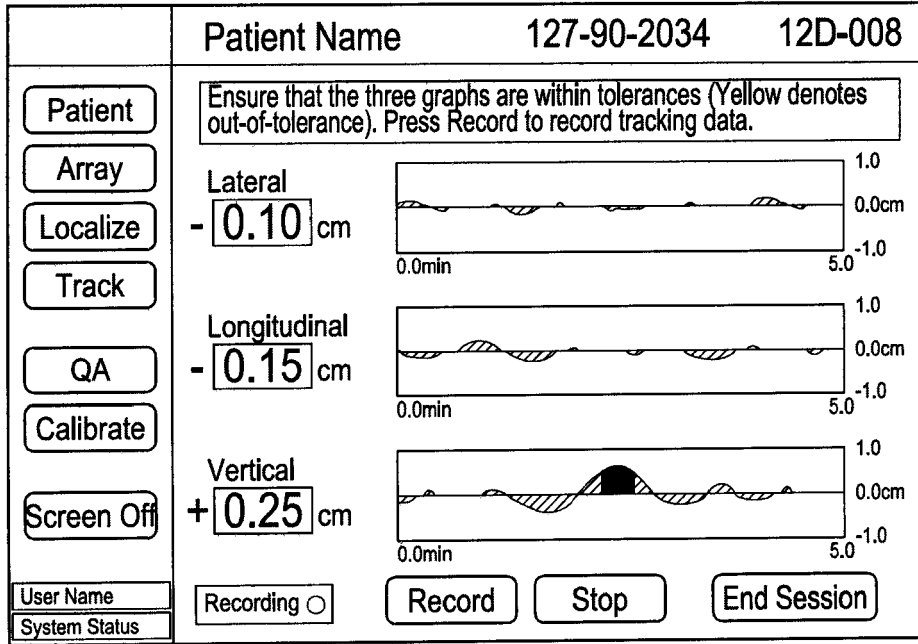 Patient Name 127-90-2034 12D-008
Patient
Array
Localize
Track
QA
Calibrate
Screen Off
User Name
System Status
Ensure that the three graphs are within tolerances (Yellow denotes
out-of-tolerance). Press Record to record tracking data.
Lateral
- 0.10 cm
1.0
0.0cm
-1.0
0.0min 5.0
Longitudinal
- 0.15 cm
1.0
0.0cm
-1.0
0.0min 5.0
Vertical
+ 0.25 cm
1.0
0.0cm
-1.0
0.0min 5.0
Recording
Record
Stop
End Session